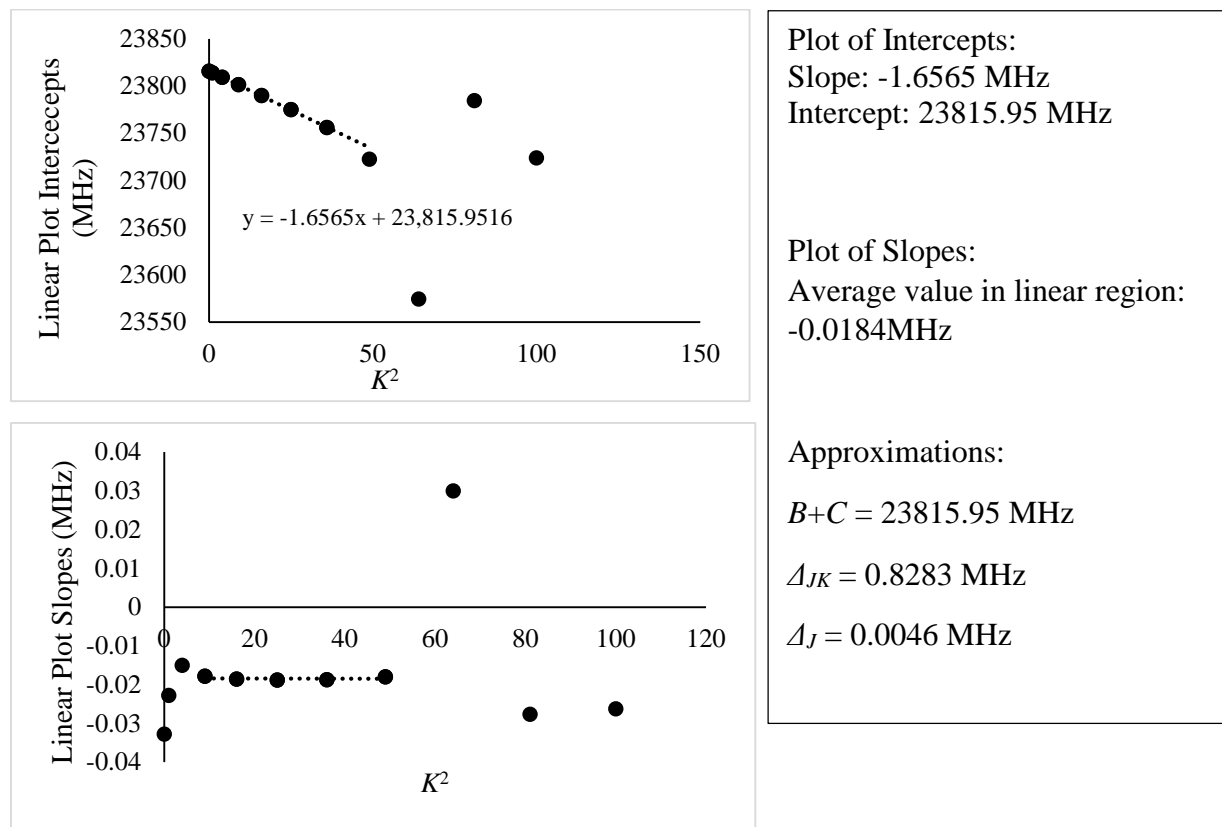 23850
23800
23750
23700
23650
23600
23550
Linear Plot Intercecepts
(MHz)
y = -1.6565x + 23,815.9516
0
50
100
150
K²
0.04
0.03
0.02
0.01
0
-0.01
-0.02
-0.03
-0.04
Linear Plot Slopes (MHz)
0
20
40
60
80
100
120
K²
Plot of Intercepts:
Slope: -1.6565 MHz
Intercept: 23815.95 MHz
Plot of Slopes:
Average value in linear region:
-0.0184MHz
Approximations:
B+C = 23815.95 MHz
Δ_JK = 0.8283 MHz
Δ_J = 0.0046 MHz